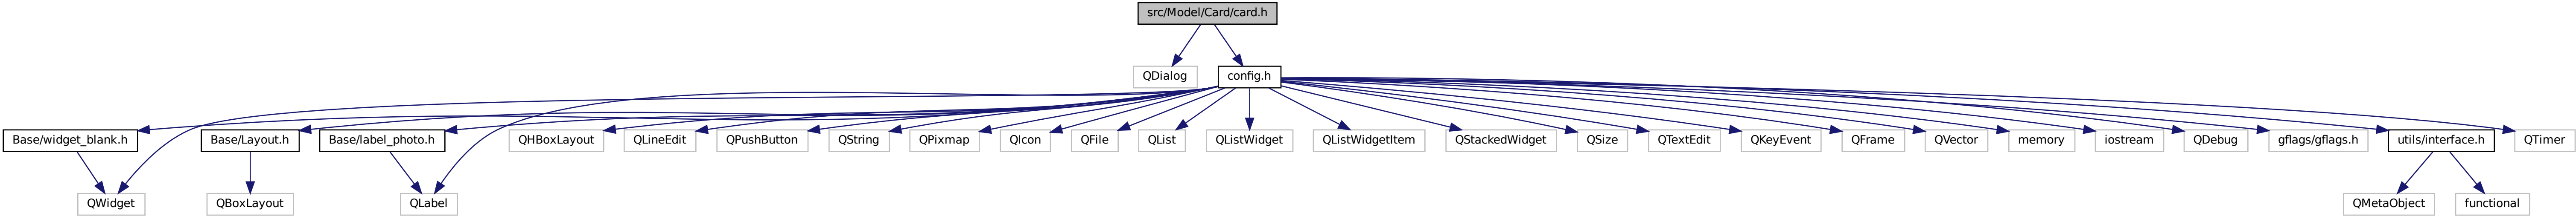 src/Model/Card/card.h
QDialog
config.h
Base/widget_blank.h
Base/Layout.h
Base/label_photo.h
QHBoxLayout
QLineEdit
QPushButton
QString
QPixmap
QIcon
QFile
QList
QListWidget
QListWidgetItem
QStackedWidget
QSize
QTextEdit
QKeyEvent
QFrame
QVector
memory
iostream
QDebug
gflags/gflags.h
utils/interface.h
QTimer
QWidget
QBoxLayout
QLabel
QMetaObject
functional